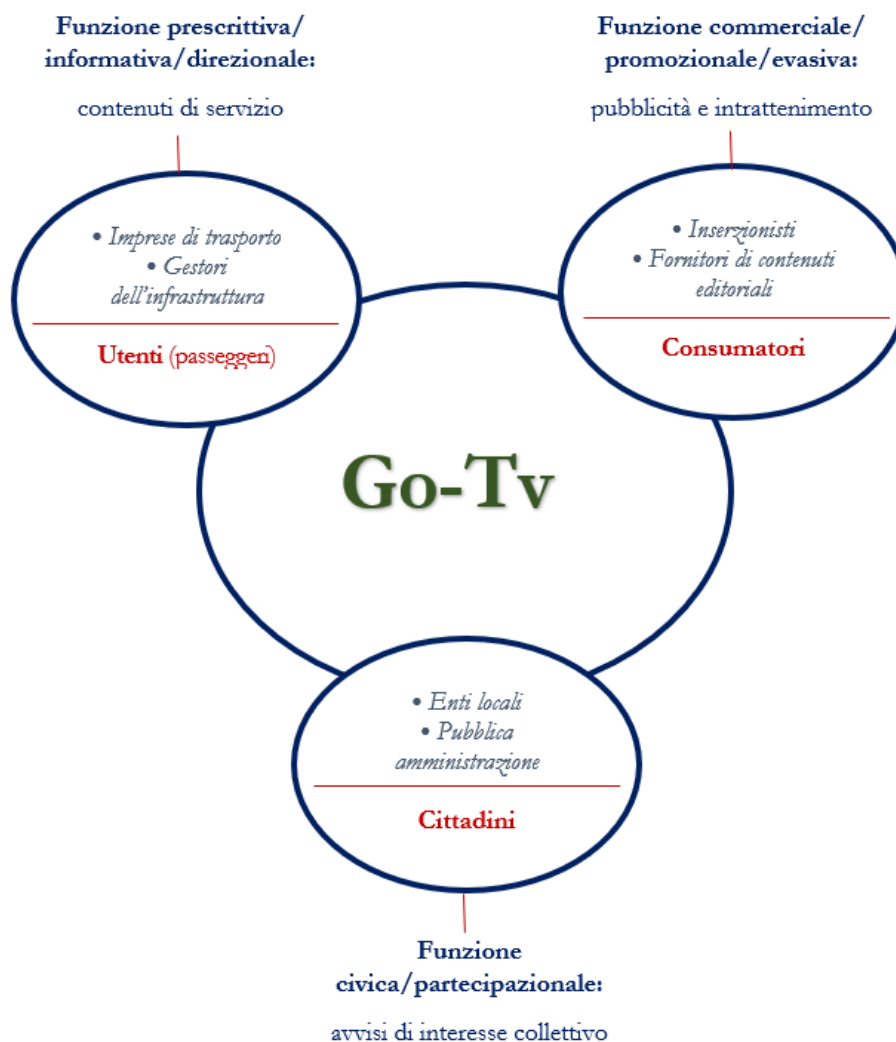 Funzione prescrittiva/
informativa/direzionale:
contenuti di servizio
• Imprese di trasporto
• Gestori
dell'infrastruttura
Utenti (passeggeri)
Funzione commerciale/
promozionale/evasiva:
pubblicità e intrattenimento
• Inserzionisti
• Fornitori di contenuti
editoriali
Consumatori
Go-Tv
• Enti locali
• Pubblica
amministrazione
Cittadini
Funzione
civica/partecipazionale:
avvisi di interesse collettivo